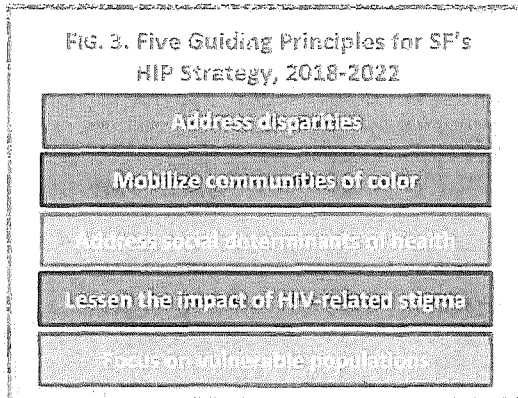 FIG. 3. Five Guiding Principles for SF's
HIP Strategy, 2018-2022
Address disparities
Mobilize communities of color
Address social determinants of health
Lessen the impact of HIV-related stigma
Focus on vulnerable populations